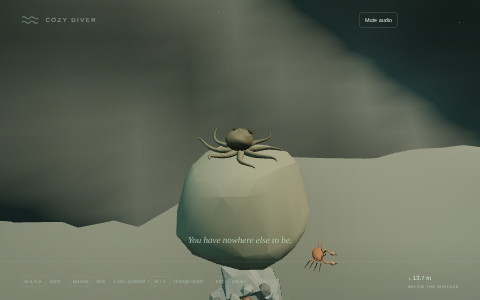 COZY DIVER
Mute audio
You have nowhere else to be.
↓ 13.7 m
BELOW THE SURFACE